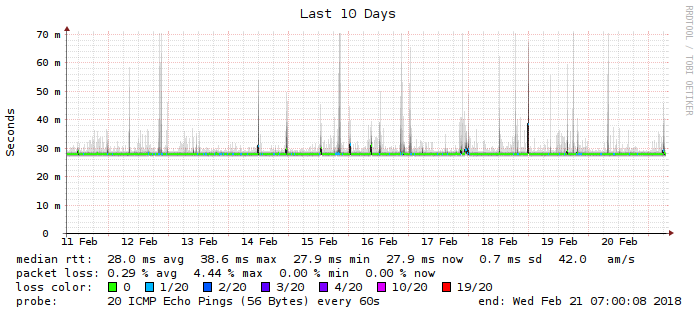 Last 10 Days
RRDTOOL / TOBI OETIKER
70 m
60 m
50 m
40 m
30 m
20 m
10 m
0
Seconds
11 Feb 12 Feb 13 Feb 14 Feb 15 Feb 16 Feb 17 Feb 18 Feb 19 Feb 20 Feb
median rtt: 28.0 ms avg 38.6 ms max 27.9 ms min 27.9 ms now 0.7 ms sd 42.0 am/s
packet loss: 0.29 % avg 4.44 % max 0.00 % min 0.00 % now
loss color: 0 1/20 2/20 3/20 4/20 10/20 19/20
probe: 20 ICMP Echo Pings (56 Bytes) every 60s end: Wed Feb 21 07:00:08 2018